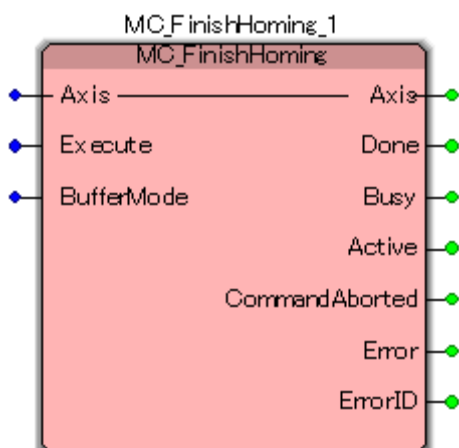 MC_FinishHoming_1
MC_FinishHoming
Axis Axis
Execute Done
BufferMode Busy
Active
CommandAborted
Error
ErrorID